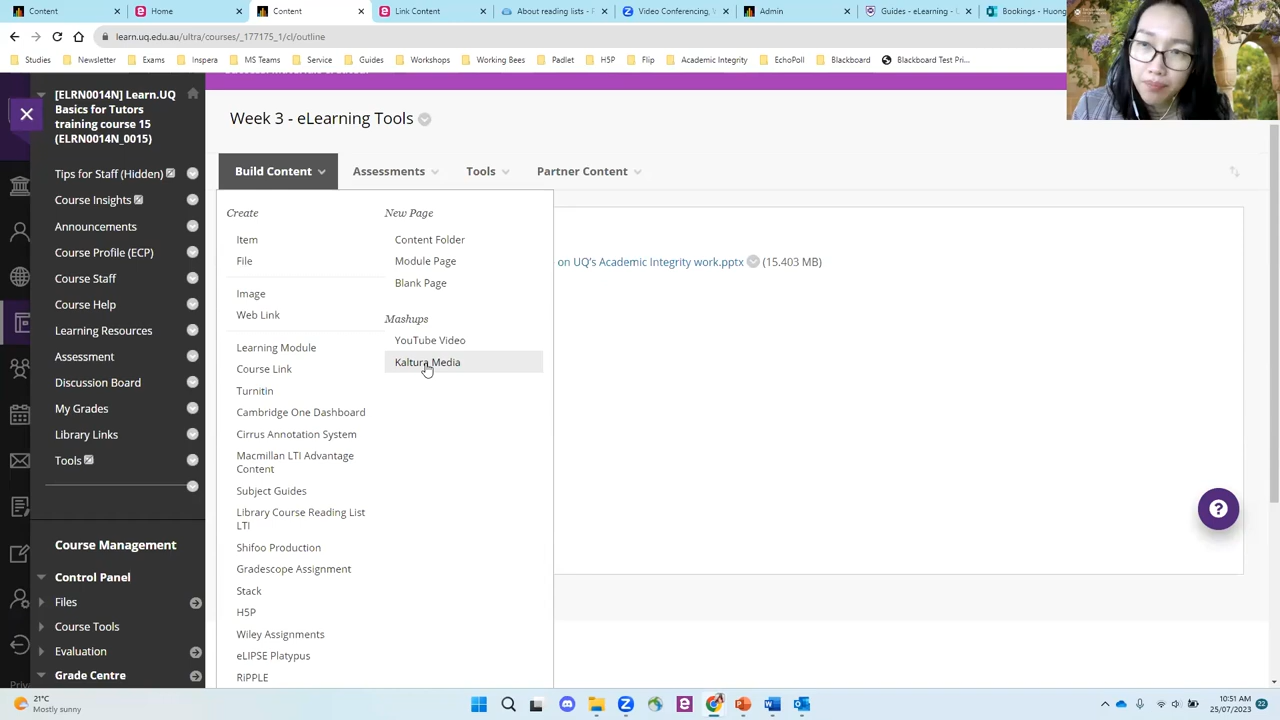 Content
Home
Content
Link Content
About reading lists - F
Video Conferencing, V
Admin
Guides - eLearning -
Bookings - Huong
learn.uq.edu.au/ultra/courses/_177175_1/cl/outline
Studies
Newsletter
Exams
Inspera
MS Teams
Service
Guides
Workshops
Working Bees
Padlet
H5P
Flip
Academic Integrity
EchoPoll
Blackboard
Blackboard Test Pri...
[ELRN0014N] Learn.UQ
Basics for Tutors
training course 15
(ELRN0014N_0015)
Tips for Staff (Hidden)
Course Insights
Announcements
Course Profile (ECP)
Course Staff
Course Help
Learning Resources
Assessment
Discussion Board
My Grades
Library Links
Tools
Course Management
Control Panel
Files
Course Tools
Evaluation
Grade Centre
Week 3 - eLearning Tools
Build Content
Assessments
Tools
Partner Content
Create
Item
File
Image
Web Link
Learning Module
Course Link
Turnitin
Cambridge One Dashboard
Cirrus Annotation System
Macmillan LTI Advantage
Content
Subject Guides
Library Course Reading List
LTI
Shifoo Production
Gradescope Assignment
Stack
H5P
Wiley Assignments
eLIPSE Platypus
RiPPLE
New Page
Content Folder
Module Page
Blank Page
Mashups
YouTube Video
Kaltura Media
on UQ's Academic Integrity work.pptx (15.403 MB)
?
21°C
Mostly sunny
10:51 AM
25/07/2023
22